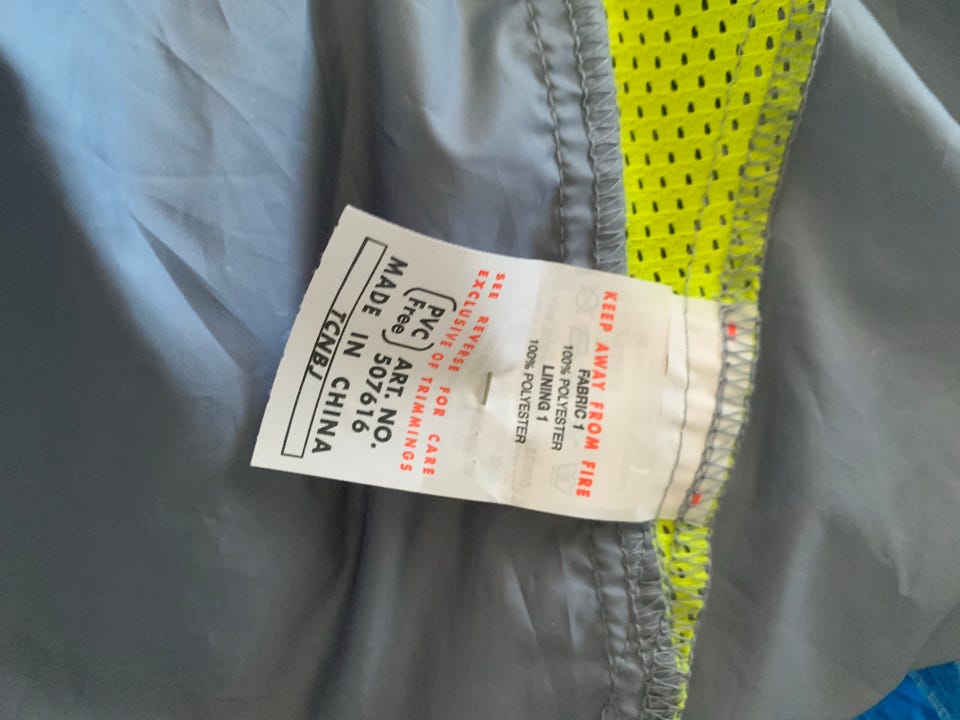 KEEP AWAY FROM FIRE
FABRIC 1
100% POLYESTER
LINING 1
100% POLYESTER
SEE REVERSE FOR CARE
EXCLUSIVE OF TRIMMINGS
(PVC Free) ART. NO.
507616
MADE IN CHINA
TCNBJ